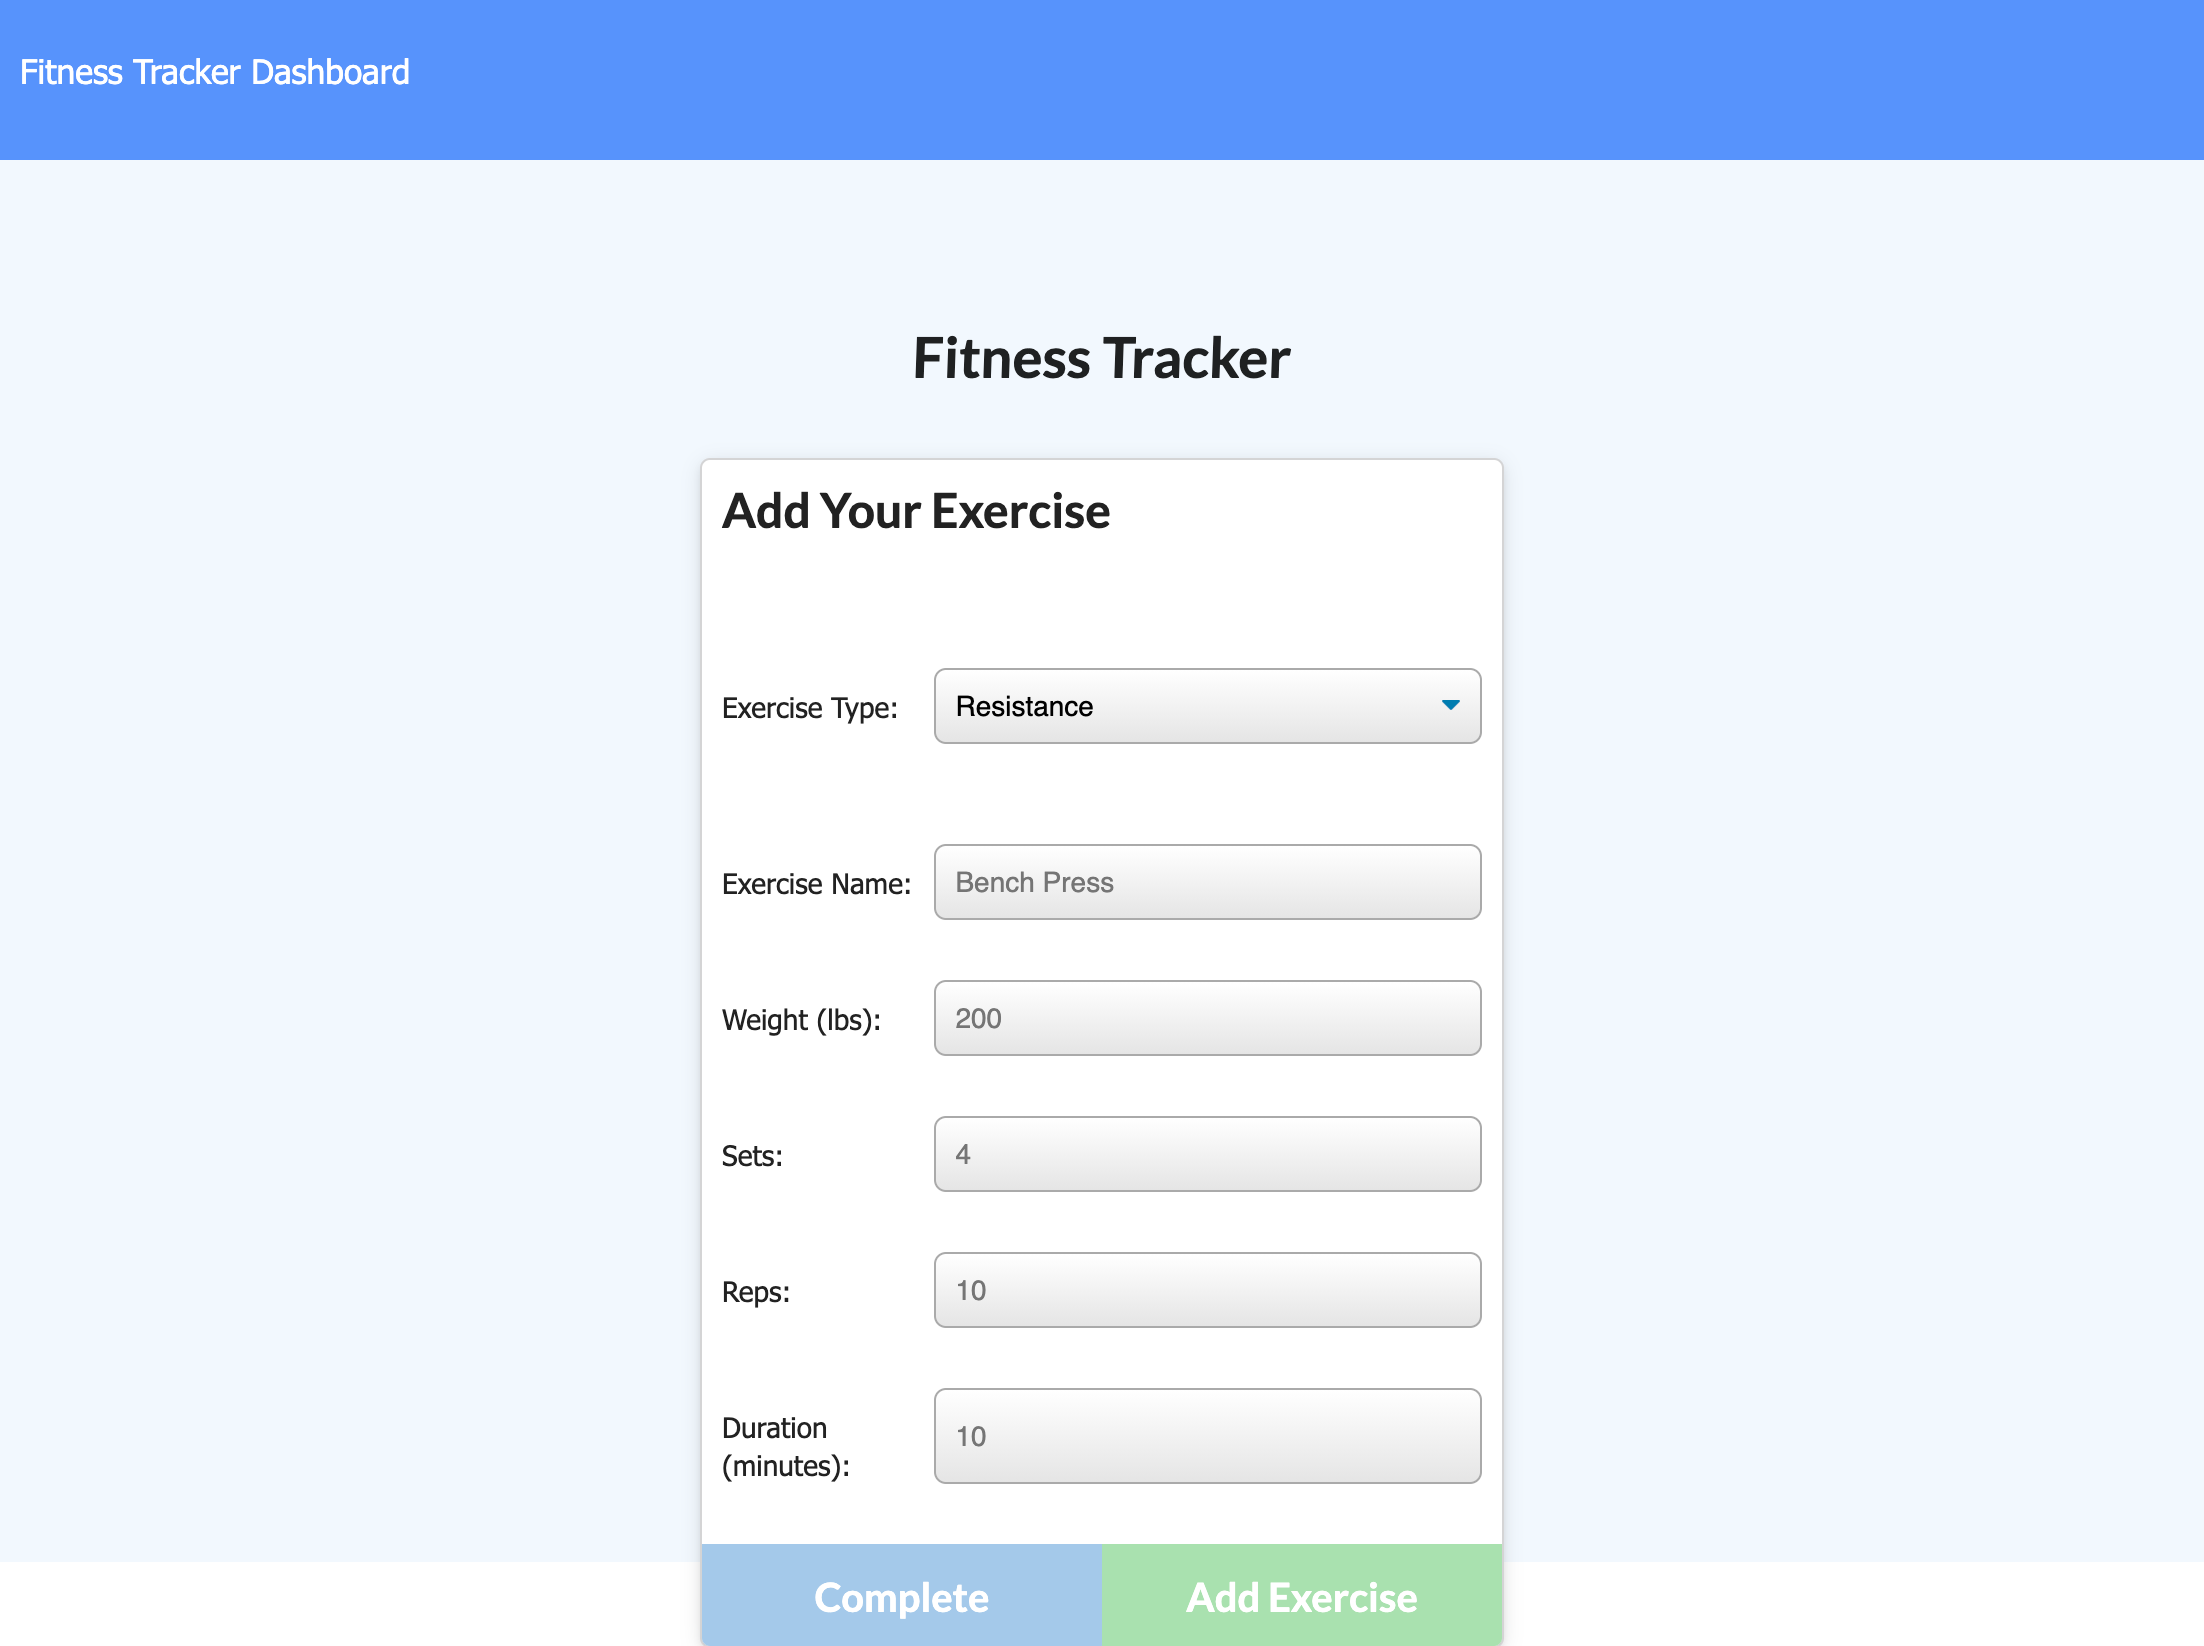 Fitness Tracker Dashboard
Fitness Tracker
Add Your Exercise
Exercise Type: Resistance
Exercise Name: Bench Press
Weight (lbs): 200
Sets: 4
Reps: 10
Duration (minutes): 10
Complete Add Exercise